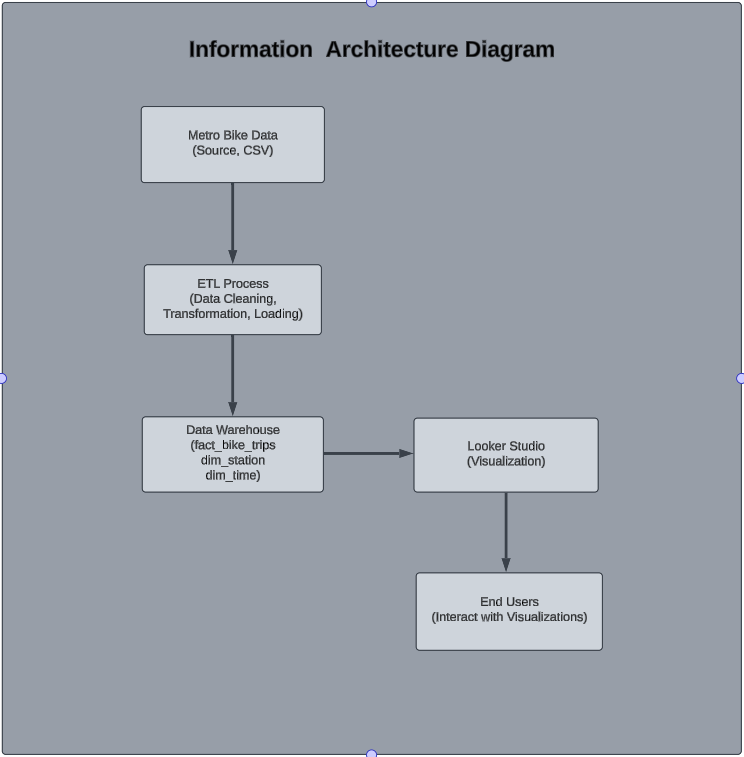 Information Architecture Diagram
Metro Bike Data
(Source, CSV)
ETL Process
(Data Cleaning,
Transformation, Loading)
Data Warehouse
(fact_bike_trips
dim_station
dim_time)
Looker Studio
(Visualization)
End Users
(Interact with Visualizations)